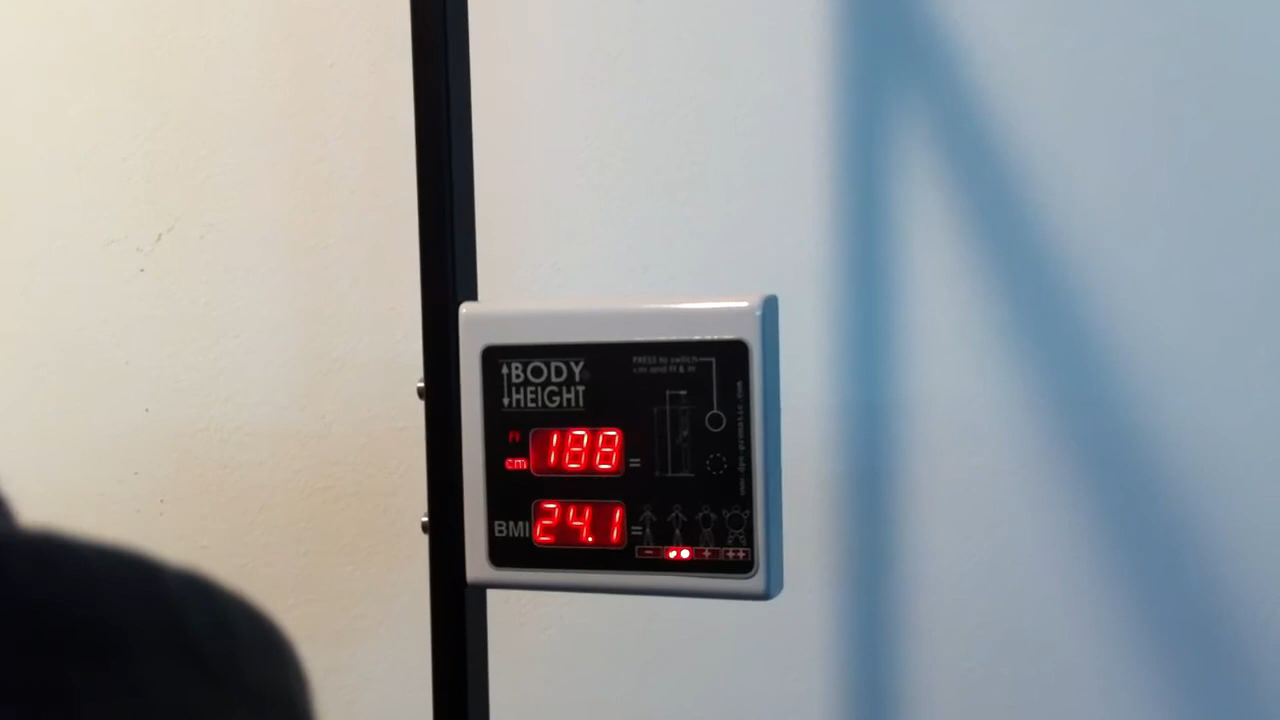 BODY
HEIGHT
PRESS to switch
cm and ft & in
ft
188
cm
=
BMI
24.1
=
- + ++